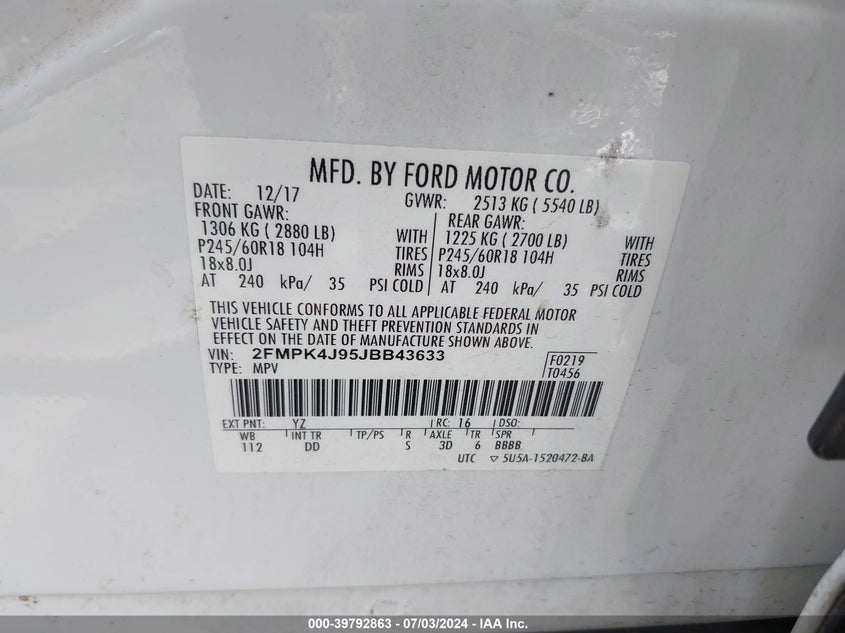 MFD. BY FORD MOTOR CO.
DATE: 12/17 GVWR: 2513 KG ( 5540 LB)
FRONT GAWR: REAR GAWR:
1306 KG ( 2880 LB) WITH 1225 KG ( 2700 LB) WITH
P245/60R18 104H TIRES P245/60R18 104H TIRES
18x8.0J RIMS 18x8.0J RIMS
AT 240 kPa/ 35 PSI COLD AT 240 kPa/ 35 PSI COLD
THIS VEHICLE CONFORMS TO ALL APPLICABLE FEDERAL MOTOR
VEHICLE SAFETY AND THEFT PREVENTION STANDARDS IN
EFFECT ON THE DATE OF MANUFACTURE SHOWN ABOVE.
VIN: 2FMPK4J95JBB43633 F0219
TYPE: MPV T0456
EXT PNT: YZ RC: 16 DSO:
WB INT TR TP/PS R AXLE TR SPR
112 DD S 3D 6 BBBB
UTC ▽ 5U5A-1520472-BA
000-39792863 - 07/03/2024 - IAA Inc.